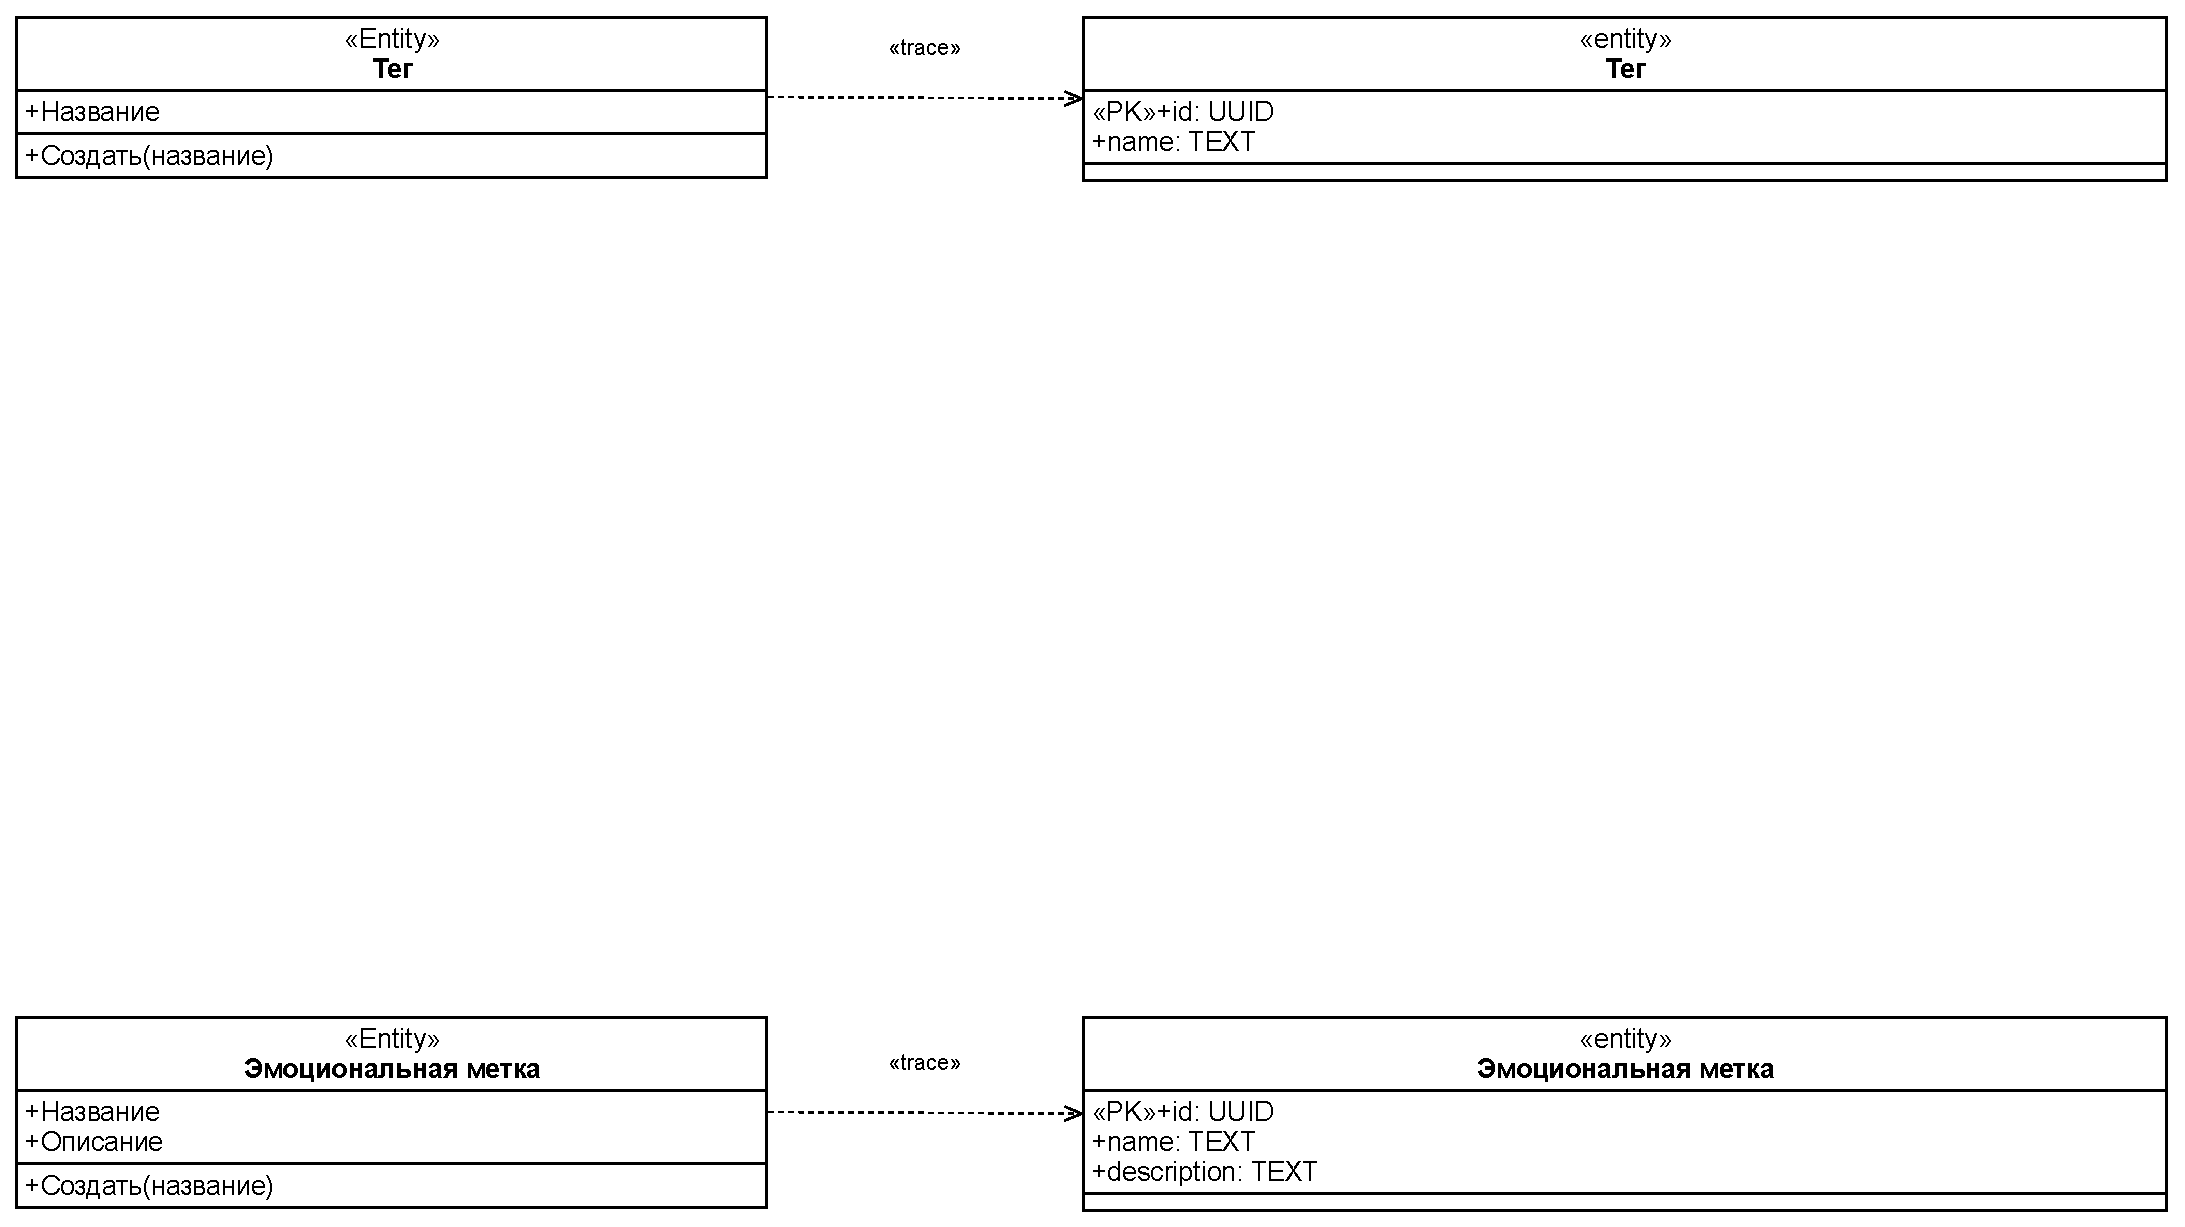 «Entity»
Тег
+Название
+Создать(название)
«trace»
«entity»
Тег
«PK»+id: UUID
+name: TEXT
«Entity»
Эмоциональная метка
+Название
+Описание
+Создать(название)
«trace»
«entity»
Эмоциональная метка
«PK»+id: UUID
+name: TEXT
+description: TEXT